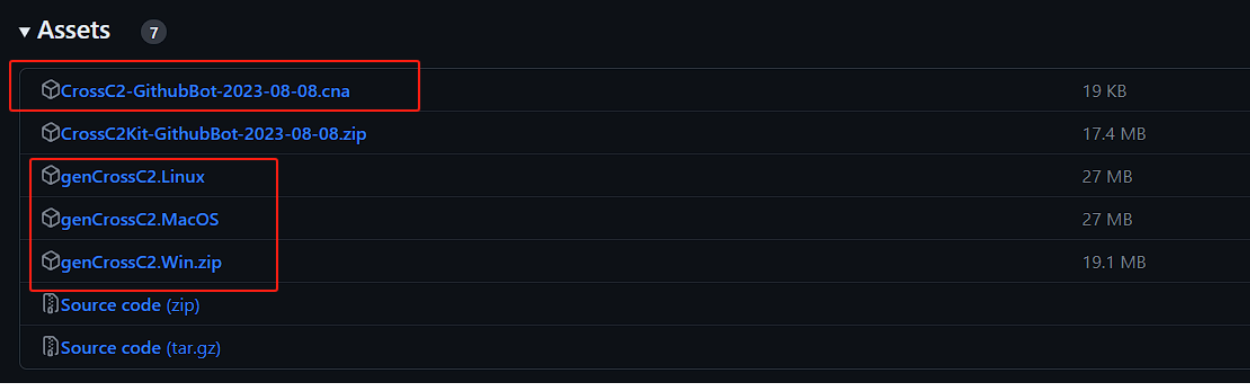 Assets 7
CrossC2-GithubBot-2023-08-08.cna 19 KB
CrossC2Kit-GithubBot-2023-08-08.zip 17.4 MB
genCrossC2.Linux 27 MB
genCrossC2.MacOS 27 MB
genCrossC2.Win.zip 19.1 MB
Source code (zip)
Source code (tar.gz)